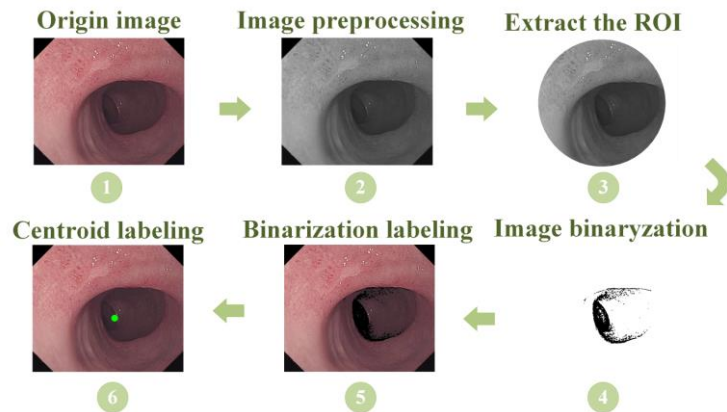 Origin image
Image preprocessing
Extract the ROI
1
2
3
Centroid labeling
Binarization labeling
Image binaryzation
6
5
4